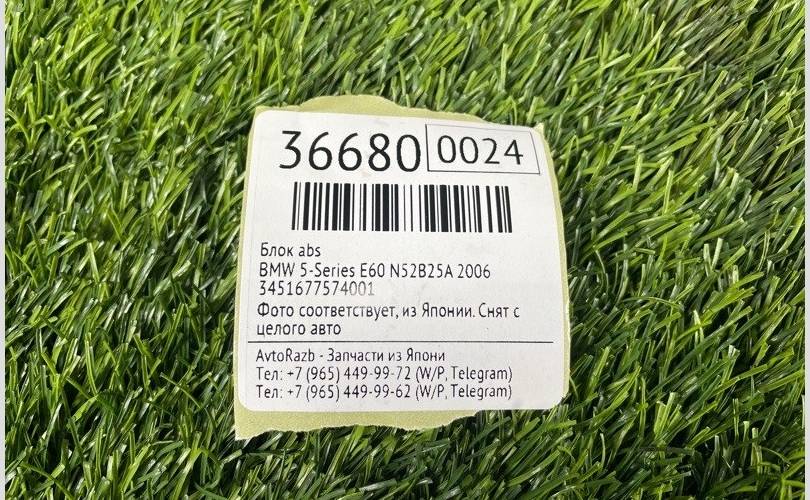 36680 0024
Блок abs
BMW 5-Series E60 N52B25A 2006
3451677574001
Фото соответствует, из Японии. Снят с
целого авто
AvtoRazb - Запчасти из Япони
Тел: +7 (965) 449-99-72 (W/P, Telegram)
Тел: +7 (965) 449-99-62 (W/P, Telegram)